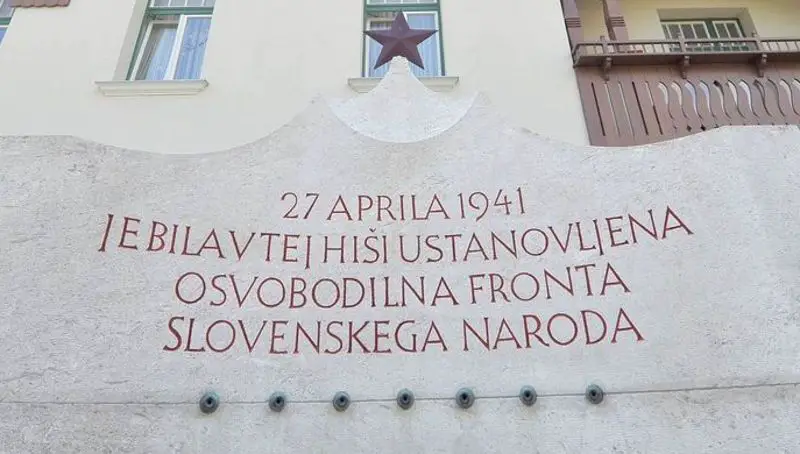 27 APRILA 1941
JE BILA V TEJ HIŠI USTANOVLJENA
OSVOBODILNA FRONTA
SLOVENSKEGA NARODA